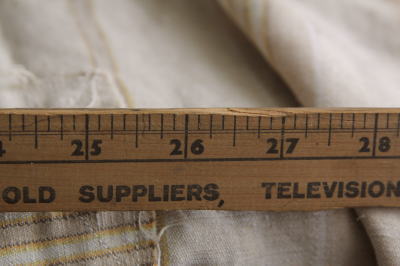 4 25 26 27 28
OLD SUPPLIERS, TELEVISION